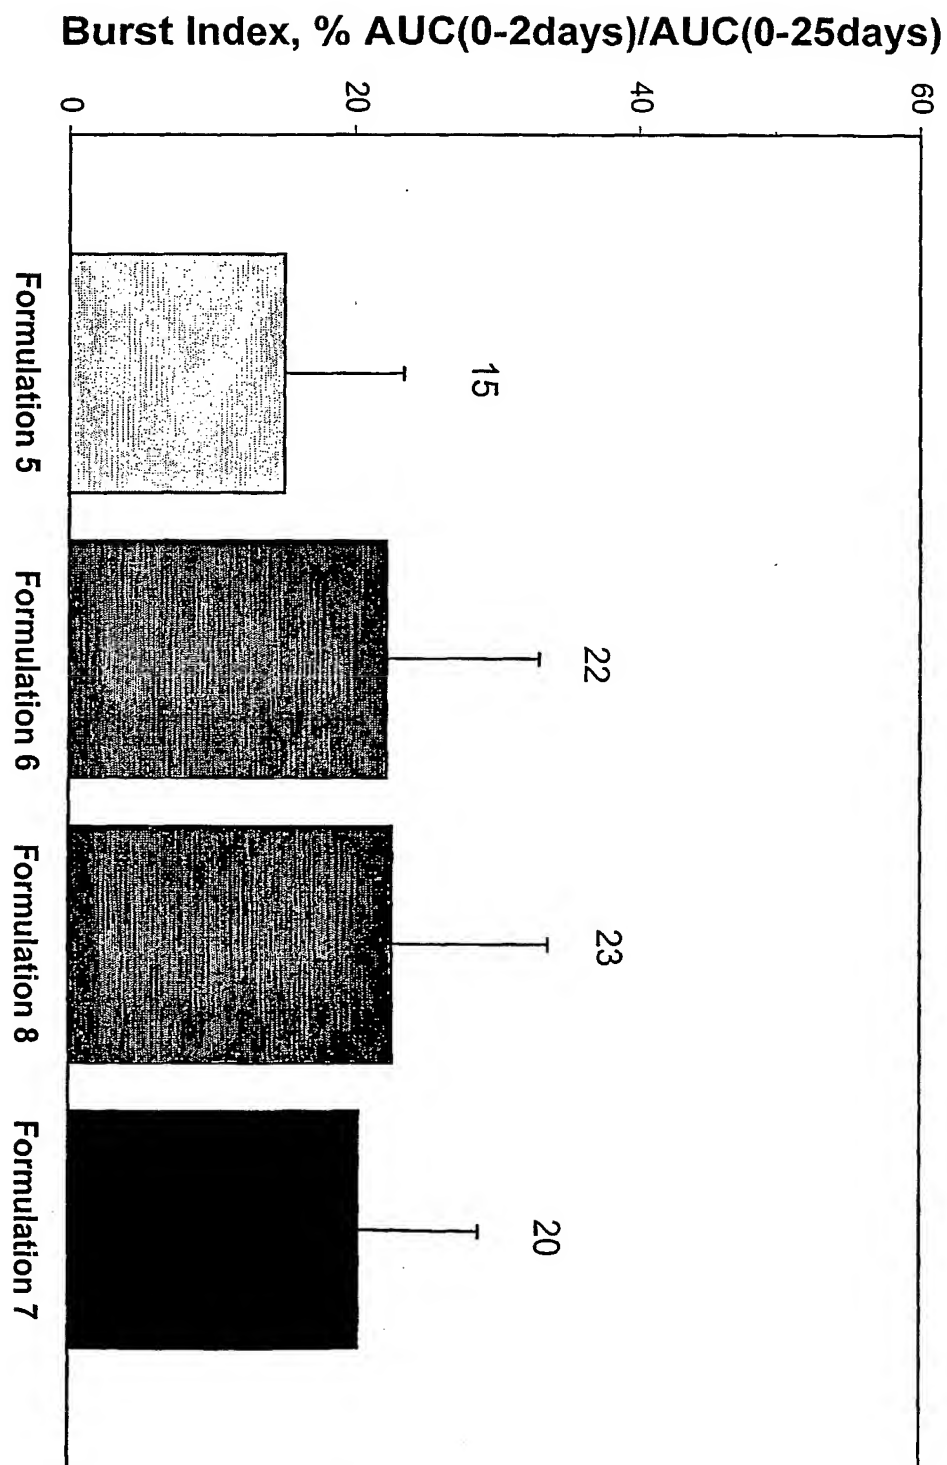 Burst Index, % AUC(0-2days)/AUC(0-25days)
60
40
20
0
15
22
23
20
Formulation 5
Formulation 6
Formulation 8
Formulation 7